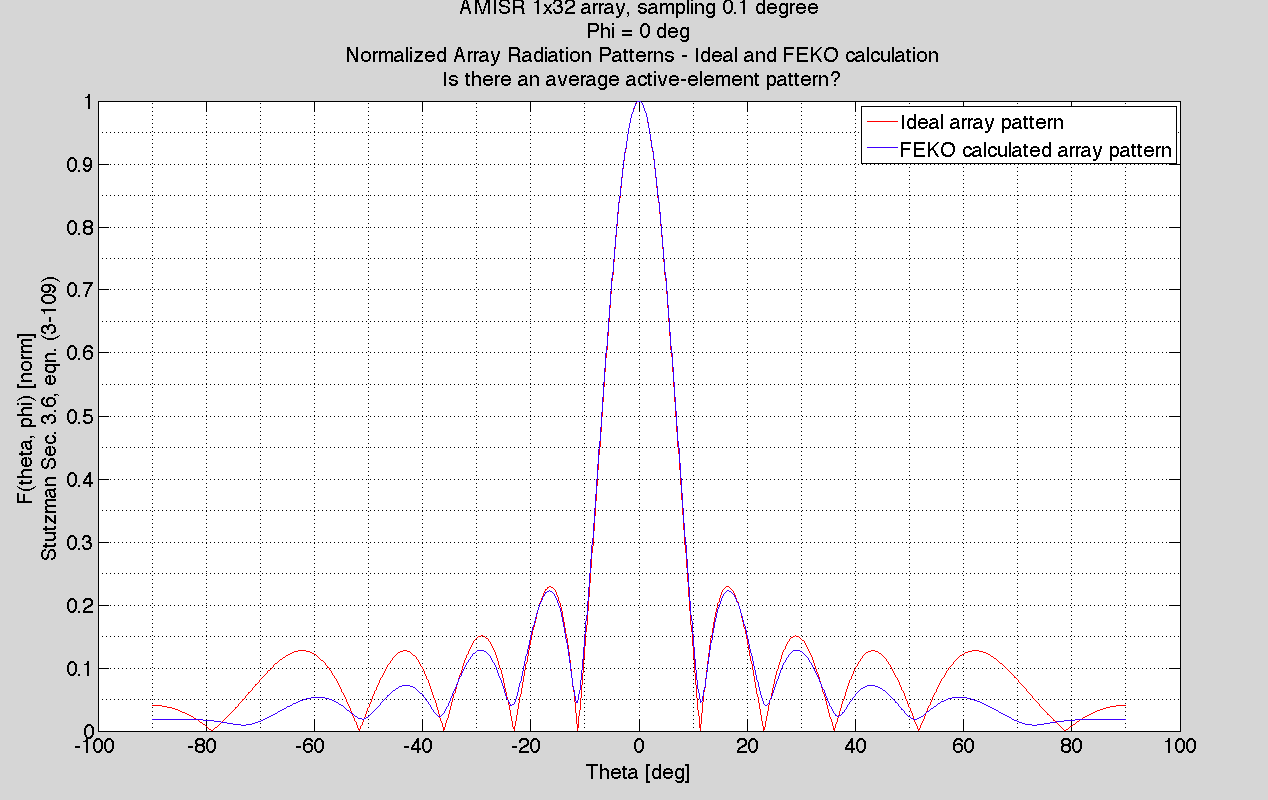 AMISR 1x32 array, sampling 0.1 degree
Phi = 0 deg
Normalized Array Radiation Patterns - Ideal and FEKO calculation
Is there an average active-element pattern?
Ideal array pattern
FEKO calculated array pattern
F(theta, phi) [norm]
Stutzman Sec. 3.6, eqn. (3-109)
1
0.9
0.8
0.7
0.6
0.5
0.4
0.3
0.2
0.1
0
-100
-80
-60
-40
-20
0
20
40
60
80
100
Theta [deg]